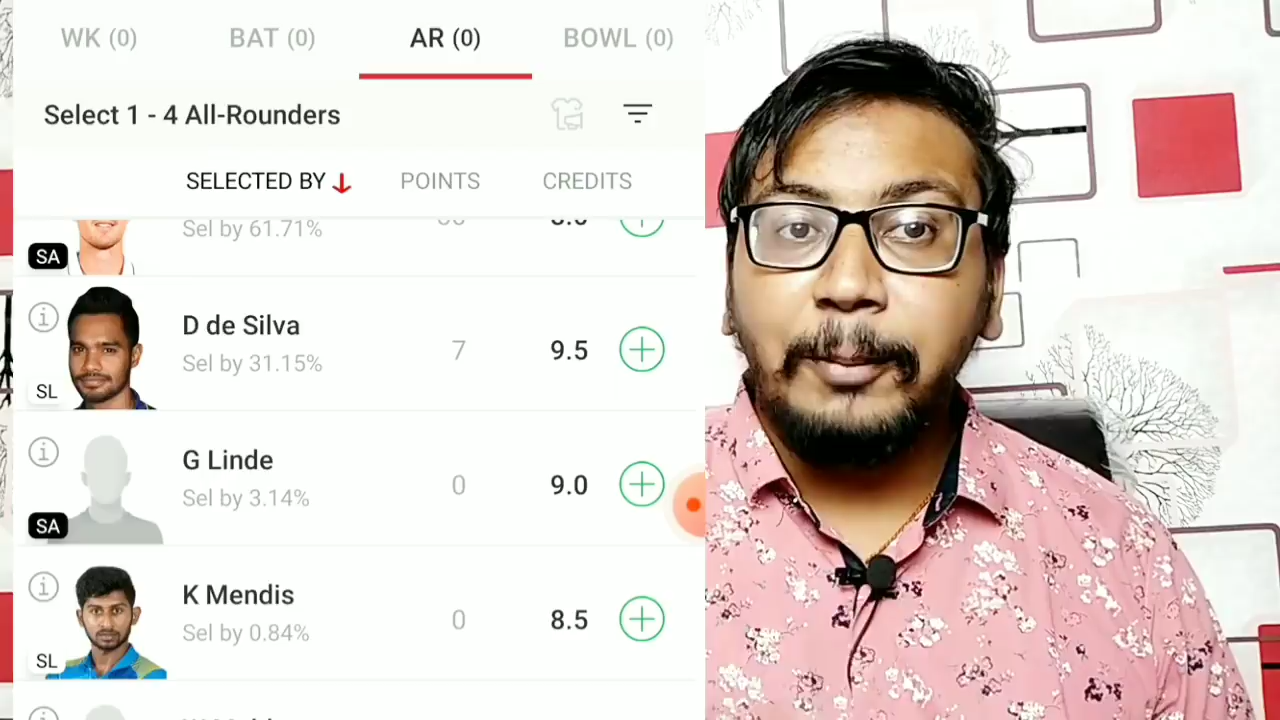 WK (0) BAT (0) AR (0) BOWL (0)
Select 1 - 4 All-Rounders
SELECTED BY POINTS CREDITS
Sel by 61.71%
SA
D de Silva
Sel by 31.15% 7 9.5
SL
G Linde
Sel by 3.14% 0 9.0
SA
K Mendis
Sel by 0.84% 0 8.5
SL